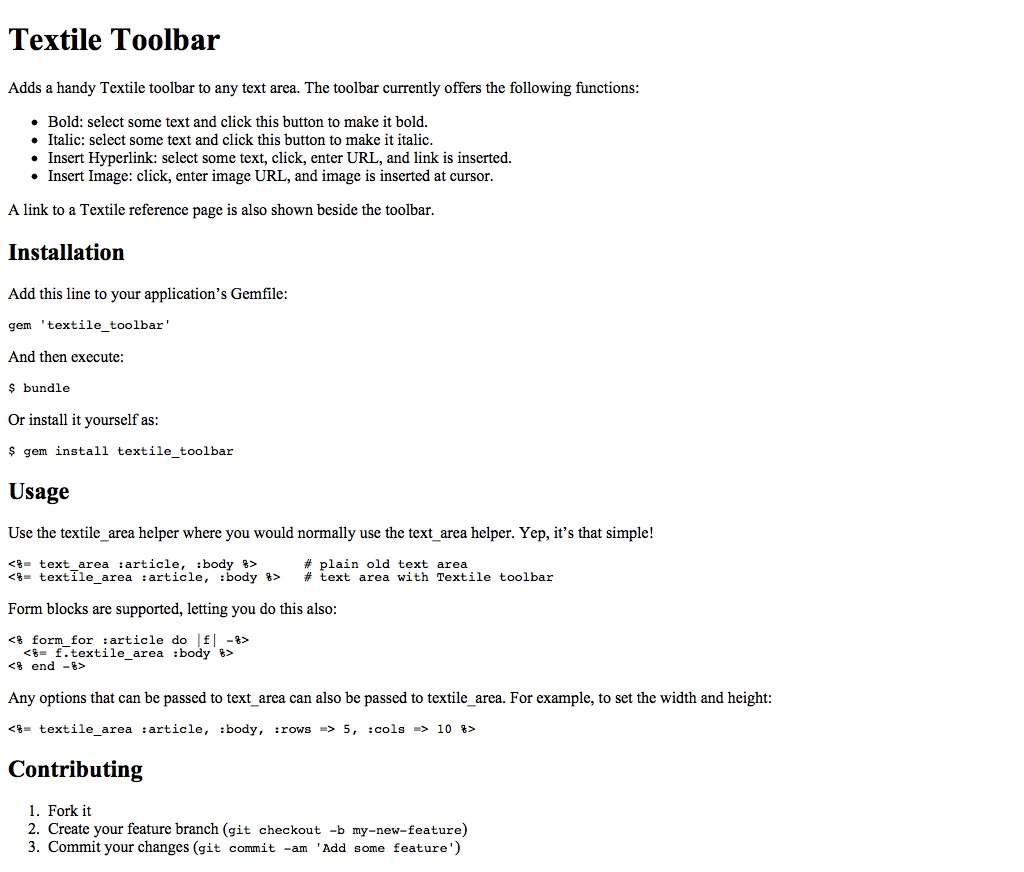 Textile Toolbar
Adds a handy Textile toolbar to any text area. The toolbar currently offers the following functions:
• Bold: select some text and click this button to make it bold.
• Italic: select some text and click this button to make it italic.
• Insert Hyperlink: select some text, click, enter URL, and link is inserted.
• Insert Image: click, enter image URL, and image is inserted at cursor.
A link to a Textile reference page is also shown beside the toolbar.
Installation
Add this line to your application’s Gemfile:
gem 'textile_toolbar'
And then execute:
$ bundle
Or install it yourself as:
$ gem install textile_toolbar
Usage
Use the textile_area helper where you would normally use the text_area helper. Yep, it’s that simple!
<%= text_area :article, :body %>      # plain old text area
<%= textile_area :article, :body %>   # text area with Textile toolbar
Form blocks are supported, letting you do this also:
<% form_for :article do |f| -%>
  <%= f.textile_area :body %>
<% end -%>
Any options that can be passed to text_area can also be passed to textile_area. For example, to set the width and height:
<%= textile_area :article, :body, :rows => 5, :cols => 10 %>
Contributing
1. Fork it
2. Create your feature branch (git checkout -b my-new-feature)
3. Commit your changes (git commit -am 'Add some feature')